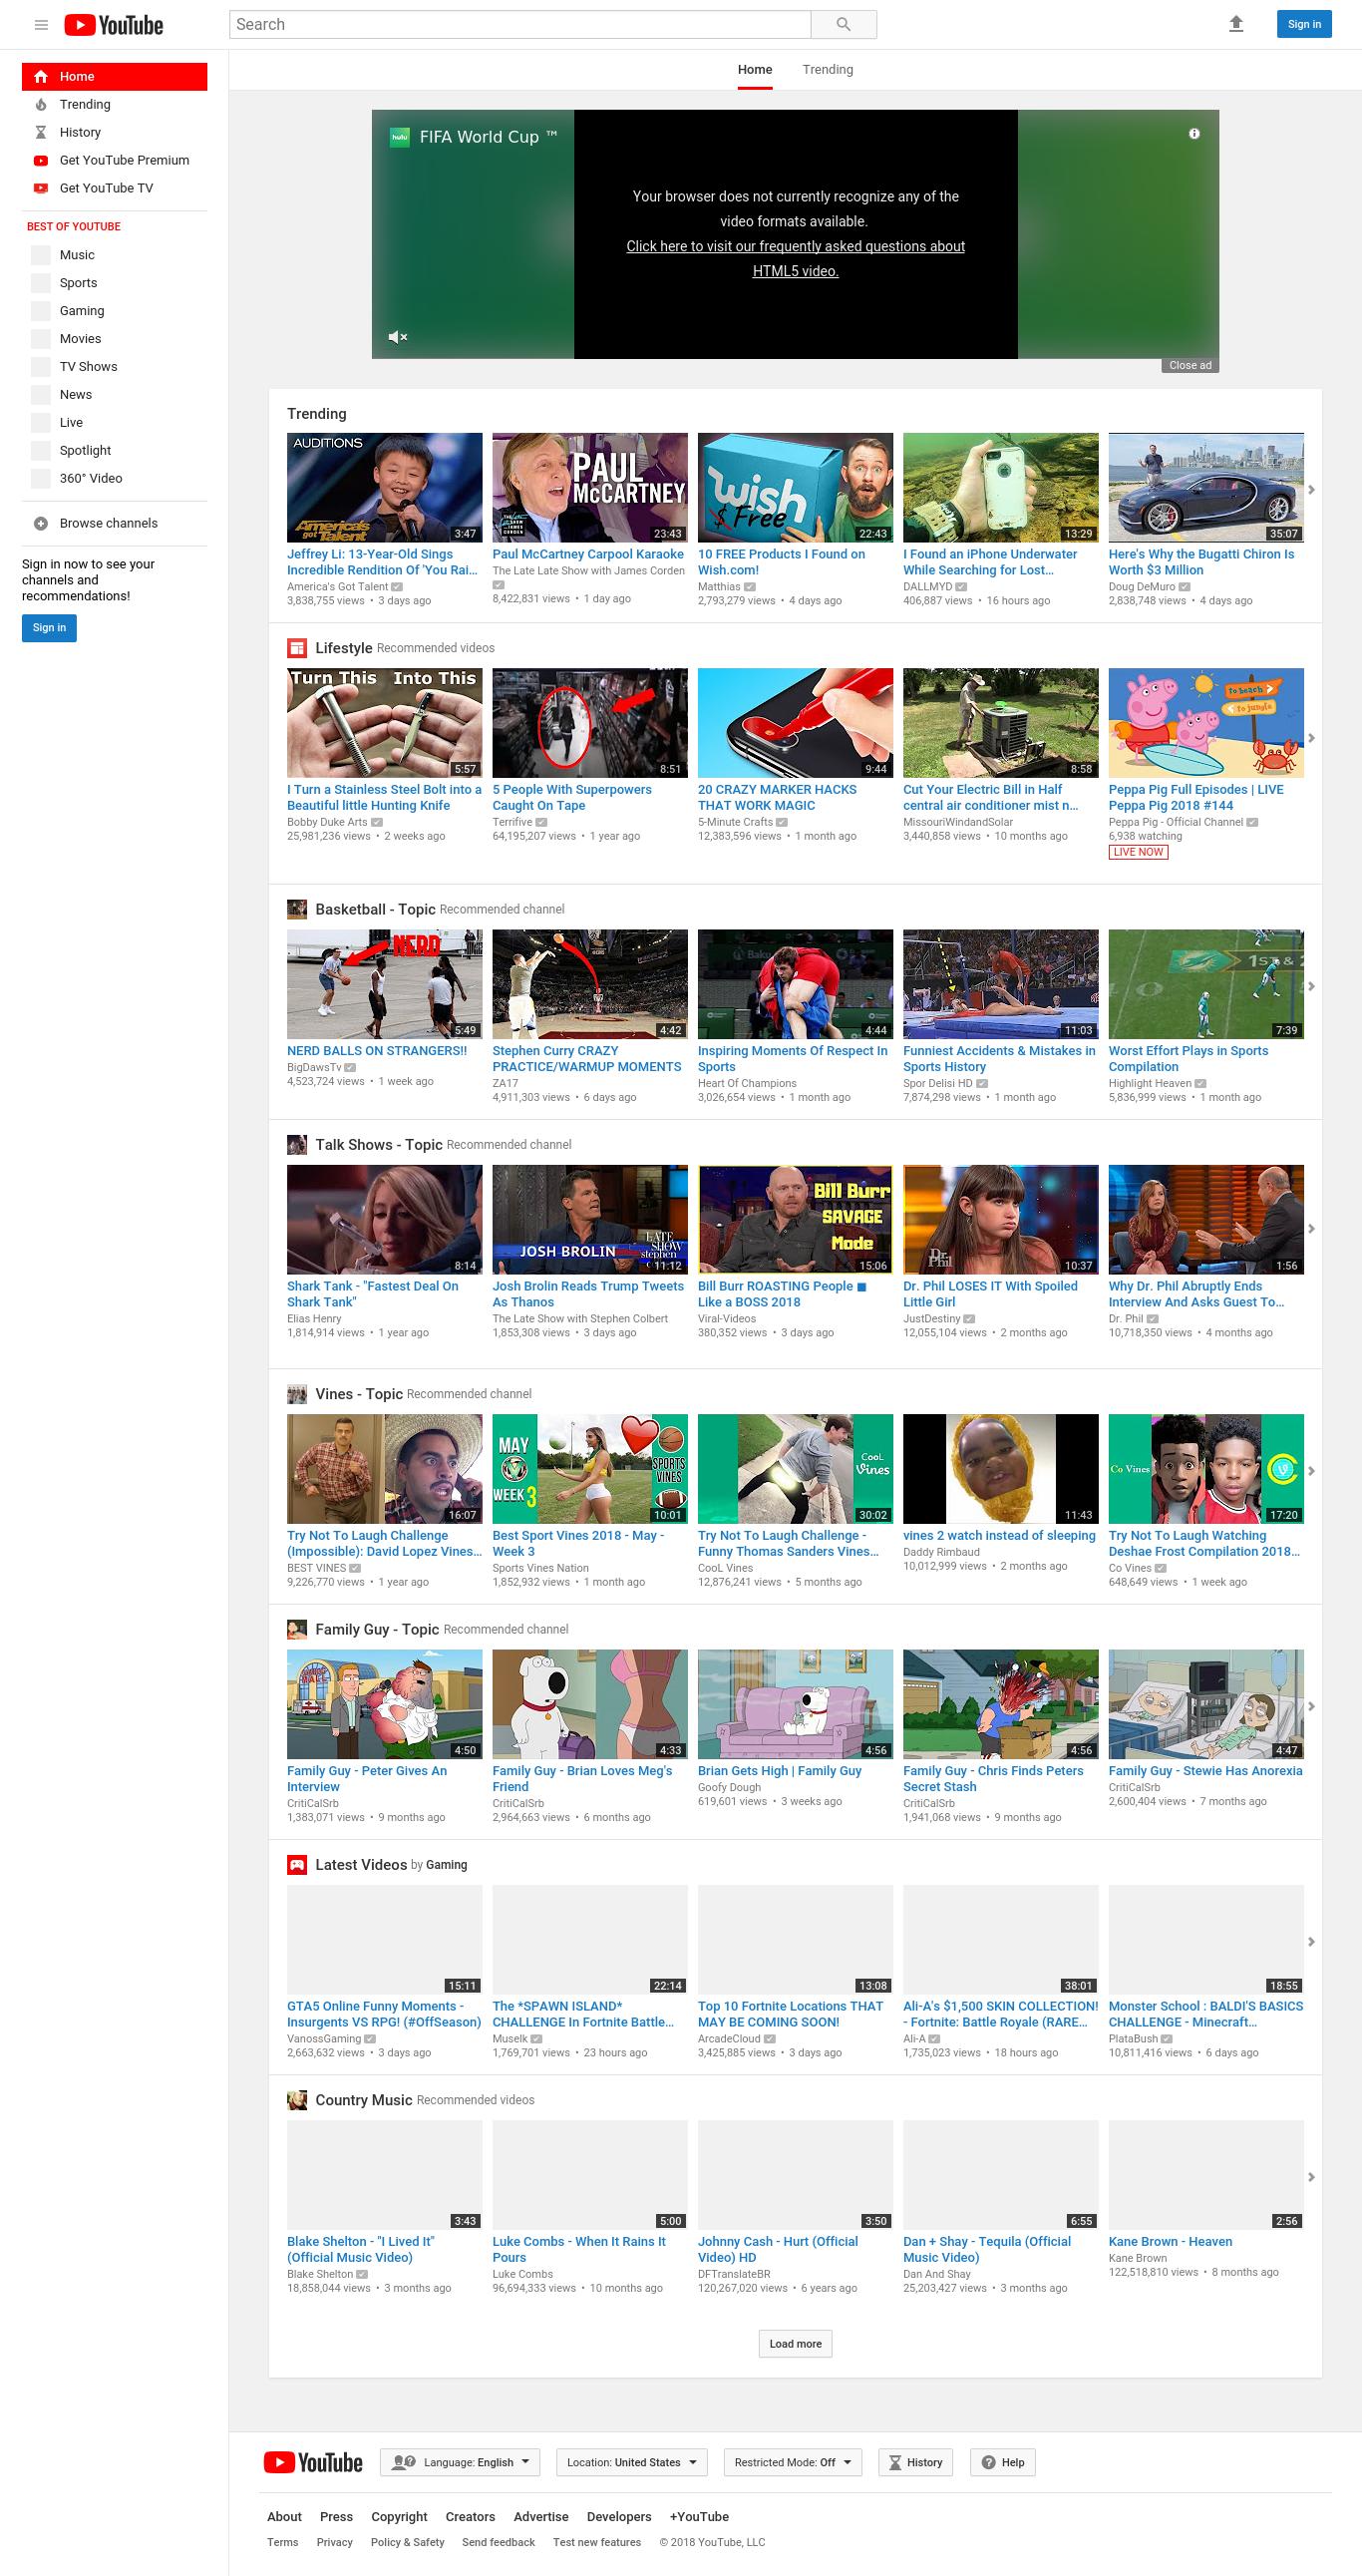 YouTube
Search
Sign in
Home
Trending
History
Get YouTube Premium
Get YouTube TV
BEST OF YOUTUBE
Music
Sports
Gaming
Movies
TV Shows
News
Live
Spotlight
360° Video
Browse channels
Sign in now to see your
channels and
recommendations!
Sign in
Home Trending
hulu FIFA World Cup ™
Your browser does not currently recognize any of the
video formats available.
Click here to visit our frequently asked questions about
HTML5 video.
Close ad
Trending
AUDITIONS
America's got Talent
3:47
Jeffrey Li: 13-Year-Old Sings
Incredible Rendition Of 'You Rai...
America's Got Talent
3,838,755 views • 3 days ago
PAUL
McCARTNEY
23:43
Paul McCartney Carpool Karaoke
The Late Late Show with James Corden
8,422,831 views • 1 day ago
wish
$ Free
22:43
10 FREE Products I Found on
Wish.com!
Matthias
2,793,279 views • 4 days ago
13:29
I Found an iPhone Underwater
While Searching for Lost...
DALLMYD
406,887 views • 16 hours ago
35:07
Here's Why the Bugatti Chiron Is
Worth $3 Million
Doug DeMuro
2,838,748 views • 4 days ago
Lifestyle Recommended videos
Turn This Into This
5:57
I Turn a Stainless Steel Bolt into a
Beautiful little Hunting Knife
Bobby Duke Arts
25,981,236 views • 2 weeks ago
8:51
5 People With Superpowers
Caught On Tape
Terrifive
64,195,207 views • 1 year ago
9:44
20 CRAZY MARKER HACKS
THAT WORK MAGIC
5-Minute Crafts
12,383,596 views • 1 month ago
8:58
Cut Your Electric Bill in Half
central air conditioner mist n...
MissouriWindandSolar
3,440,858 views • 10 months ago
to beach
to jungle
Peppa Pig Full Episodes | LIVE
Peppa Pig 2018 #144
Peppa Pig - Official Channel
6,938 watching
LIVE NOW
Basketball - Topic Recommended channel
NERD
5:49
NERD BALLS ON STRANGERS!!
BigDawsTv
4,523,724 views • 1 week ago
4:42
Stephen Curry CRAZY
PRACTICE/WARMUP MOMENTS
ZA17
4,911,303 views • 6 days ago
4:44
Inspiring Moments Of Respect In
Sports
Heart Of Champions
3,026,654 views • 1 month ago
11:03
Funniest Accidents & Mistakes in
Sports History
Spor Delisi HD
7,874,298 views • 1 month ago
1ST & 2
7:39
Worst Effort Plays in Sports
Compilation
Highlight Heaven
5,836,999 views • 1 month ago
Talk Shows - Topic Recommended channel
8:14
Shark Tank - "Fastest Deal On
Shark Tank"
Elias Henry
1,814,914 views • 1 year ago
JOSH BROLIN
LATE SHOW stephen
11:12
Josh Brolin Reads Trump Tweets
As Thanos
The Late Show with Stephen Colbert
1,853,308 views • 3 days ago
Bill Burr
SAVAGE
Mode
15:06
Bill Burr ROASTING People ■
Like a BOSS 2018
Viral-Videos
380,352 views • 3 days ago
Dr. Phil
10:37
Dr. Phil LOSES IT With Spoiled
Little Girl
JustDestiny
12,055,104 views • 2 months ago
1:56
Why Dr. Phil Abruptly Ends
Interview And Asks Guest To...
Dr. Phil
10,718,350 views • 4 months ago
Vines - Topic Recommended channel
16:07
Try Not To Laugh Challenge
(Impossible): David Lopez Vines...
BEST VINES
9,226,770 views • 1 year ago
MAY
WEEK 3
SPORTS
VINES
10:01
Best Sport Vines 2018 - May -
Week 3
Sports Vines Nation
1,852,932 views • 1 month ago
CooL
Vines
30:02
Try Not To Laugh Challenge -
Funny Thomas Sanders Vines...
CooL Vines
12,876,241 views • 5 months ago
11:43
vines 2 watch instead of sleeping
Daddy Rimbaud
10,012,999 views • 2 months ago
Co Vines
17:20
Try Not To Laugh Watching
Deshae Frost Compilation 2018...
Co Vines
648,649 views • 1 week ago
Family Guy - Topic Recommended channel
4:50
Family Guy - Peter Gives An
Interview
CritiCalSrb
1,383,071 views • 9 months ago
4:33
Family Guy - Brian Loves Meg's
Friend
CritiCalSrb
2,964,663 views • 6 months ago
4:56
Brian Gets High | Family Guy
Goofy Dough
619,601 views • 3 weeks ago
4:56
Family Guy - Chris Finds Peters
Secret Stash
CritiCalSrb
1,941,068 views • 9 months ago
4:47
Family Guy - Stewie Has Anorexia
CritiCalSrb
2,600,404 views • 7 months ago
Latest Videos by Gaming
15:11
GTA5 Online Funny Moments -
Insurgents VS RPG! (#OffSeason)
VanossGaming
2,663,632 views • 3 days ago
22:14
The *SPAWN ISLAND*
CHALLENGE In Fortnite Battle...
Muselk
1,769,701 views • 23 hours ago
13:08
Top 10 Fortnite Locations THAT
MAY BE COMING SOON!
ArcadeCloud
3,425,885 views • 3 days ago
38:01
Ali-A's $1,500 SKIN COLLECTION!
- Fortnite: Battle Royale (RARE...
Ali-A
1,735,023 views • 18 hours ago
18:55
Monster School : BALDI'S BASICS
CHALLENGE - Minecraft...
PlataBush
10,811,416 views • 6 days ago
Country Music Recommended videos
3:43
Blake Shelton - "I Lived It"
(Official Music Video)
Blake Shelton
18,858,044 views • 3 months ago
5:00
Luke Combs - When It Rains It
Pours
Luke Combs
96,694,333 views • 10 months ago
3:50
Johnny Cash - Hurt (Official
Video) HD
DFTranslateBR
120,267,020 views • 6 years ago
6:55
Dan + Shay - Tequila (Official
Music Video)
Dan And Shay
25,203,427 views • 3 months ago
2:56
Kane Brown - Heaven
Kane Brown
122,518,810 views • 8 months ago
Load more
YouTube Language: English Location: United States Restricted Mode: Off History Help
About Press Copyright Creators Advertise Developers +YouTube
Terms Privacy Policy & Safety Send feedback Test new features © 2018 YouTube, LLC